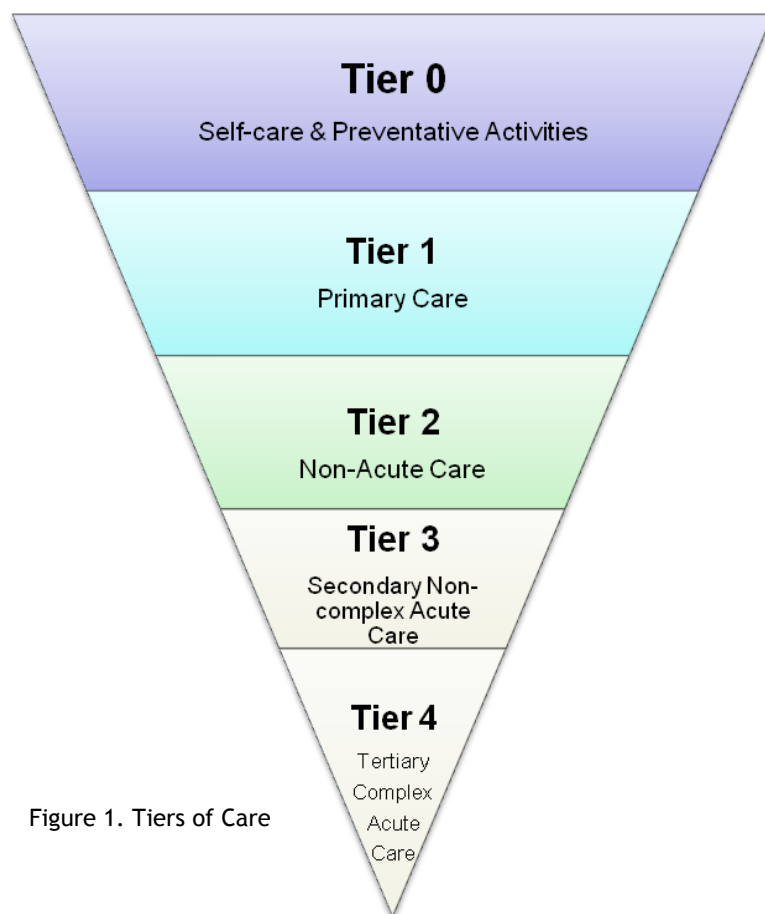 Tier 0
Self-care & Preventative Activities
Tier 1
Primary Care
Tier 2
Non-Acute Care
Tier 3
Secondary Non-
complex Acute
Care
Tier 4
Tertiary
Complex
Acute
Care
Figure 1. Tiers of Care